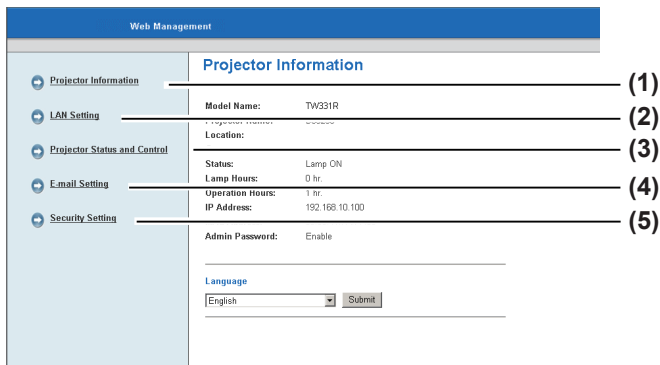 Web Management
Projector Information
Projector Information (1)
LAN Setting (2)
Projector Status and Control (3)
E-mail Setting (4)
Security Setting (5)
Model Name: TW331R
Projector Name:
Location:
Status: Lamp ON
Lamp Hours: 0 hr.
Operation Hours: 1 hr.
IP Address: 192.168.10.100
Admin Password: Enable
Language
English Submit